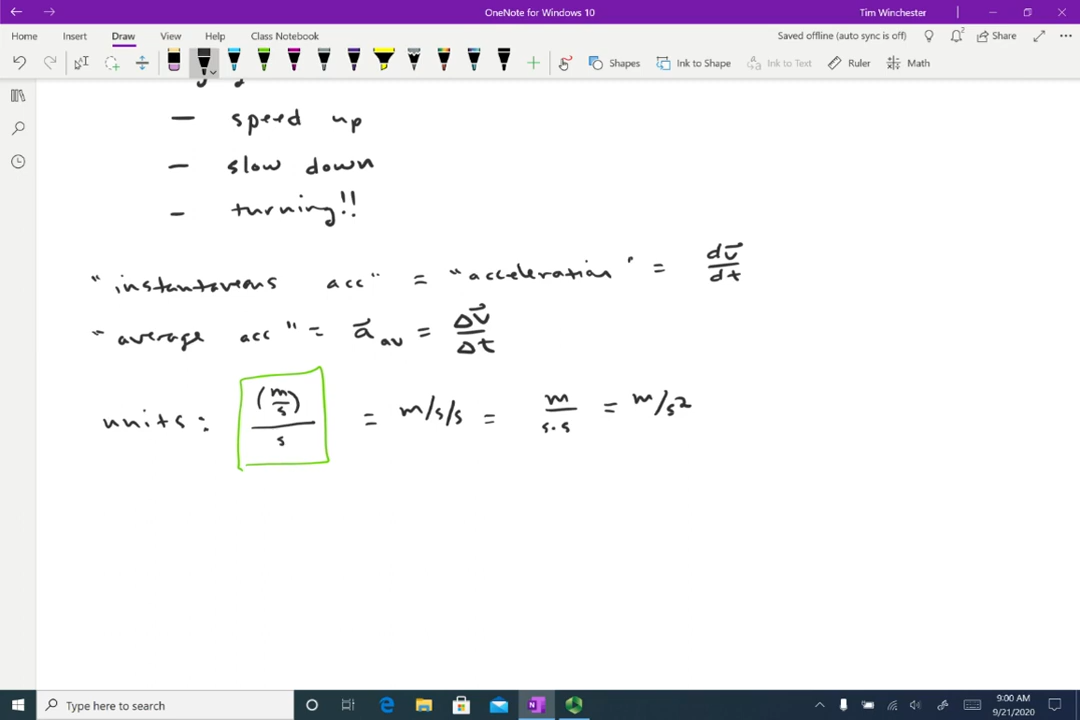 OneNote for Windows 10
Tim Winchester
Home Insert Draw View Help Class Notebook
Saved offline (auto sync is off) Share
Shapes Ink to Shape Ink to Text Ruler Math
— speed up
— slow down
- turning!!
"instantaneous acc" = "acceleration" = dv⃗/dt
"average acc" = a⃗av = Δv⃗/Δt
units: (m/s)/s = m/s/s = m/s·s = m/s²
Type here to search
9:00 AM
9/21/2020